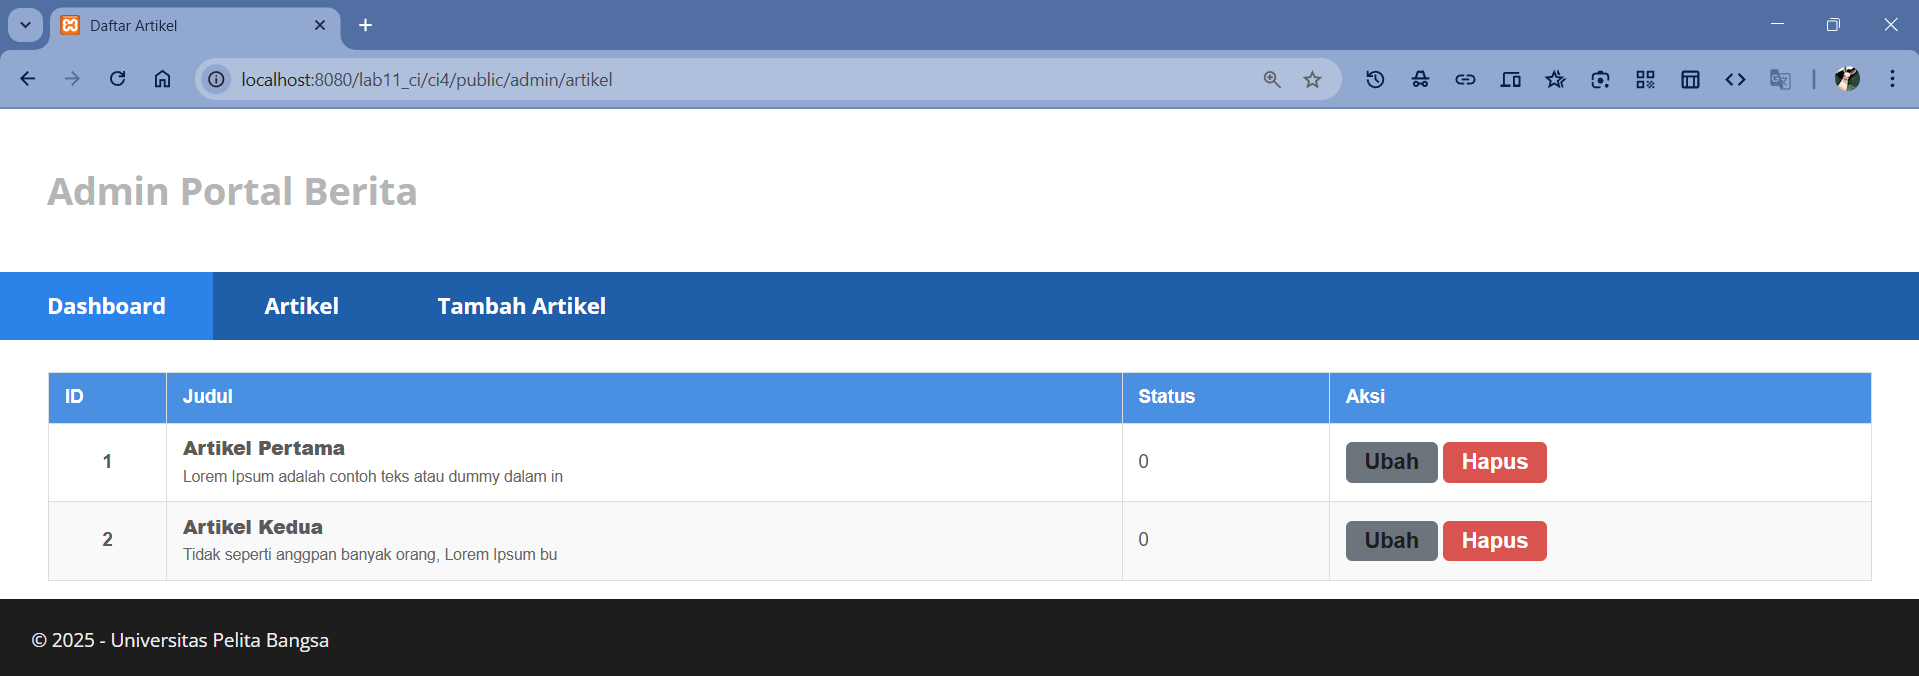 Daftar Artikel
localhost:8080/lab11_ci/ci4/public/admin/artikel
Admin Portal Berita
Dashboard Artikel Tambah Artikel
ID Judul Status Aksi
Artikel Pertama
1 0 Ubah Hapus
Lorem Ipsum adalah contoh teks atau dummy dalam in
Artikel Kedua
2 0 Ubah Hapus
Tidak seperti anggpan banyak orang, Lorem Ipsum bu
© 2025 - Universitas Pelita Bangsa